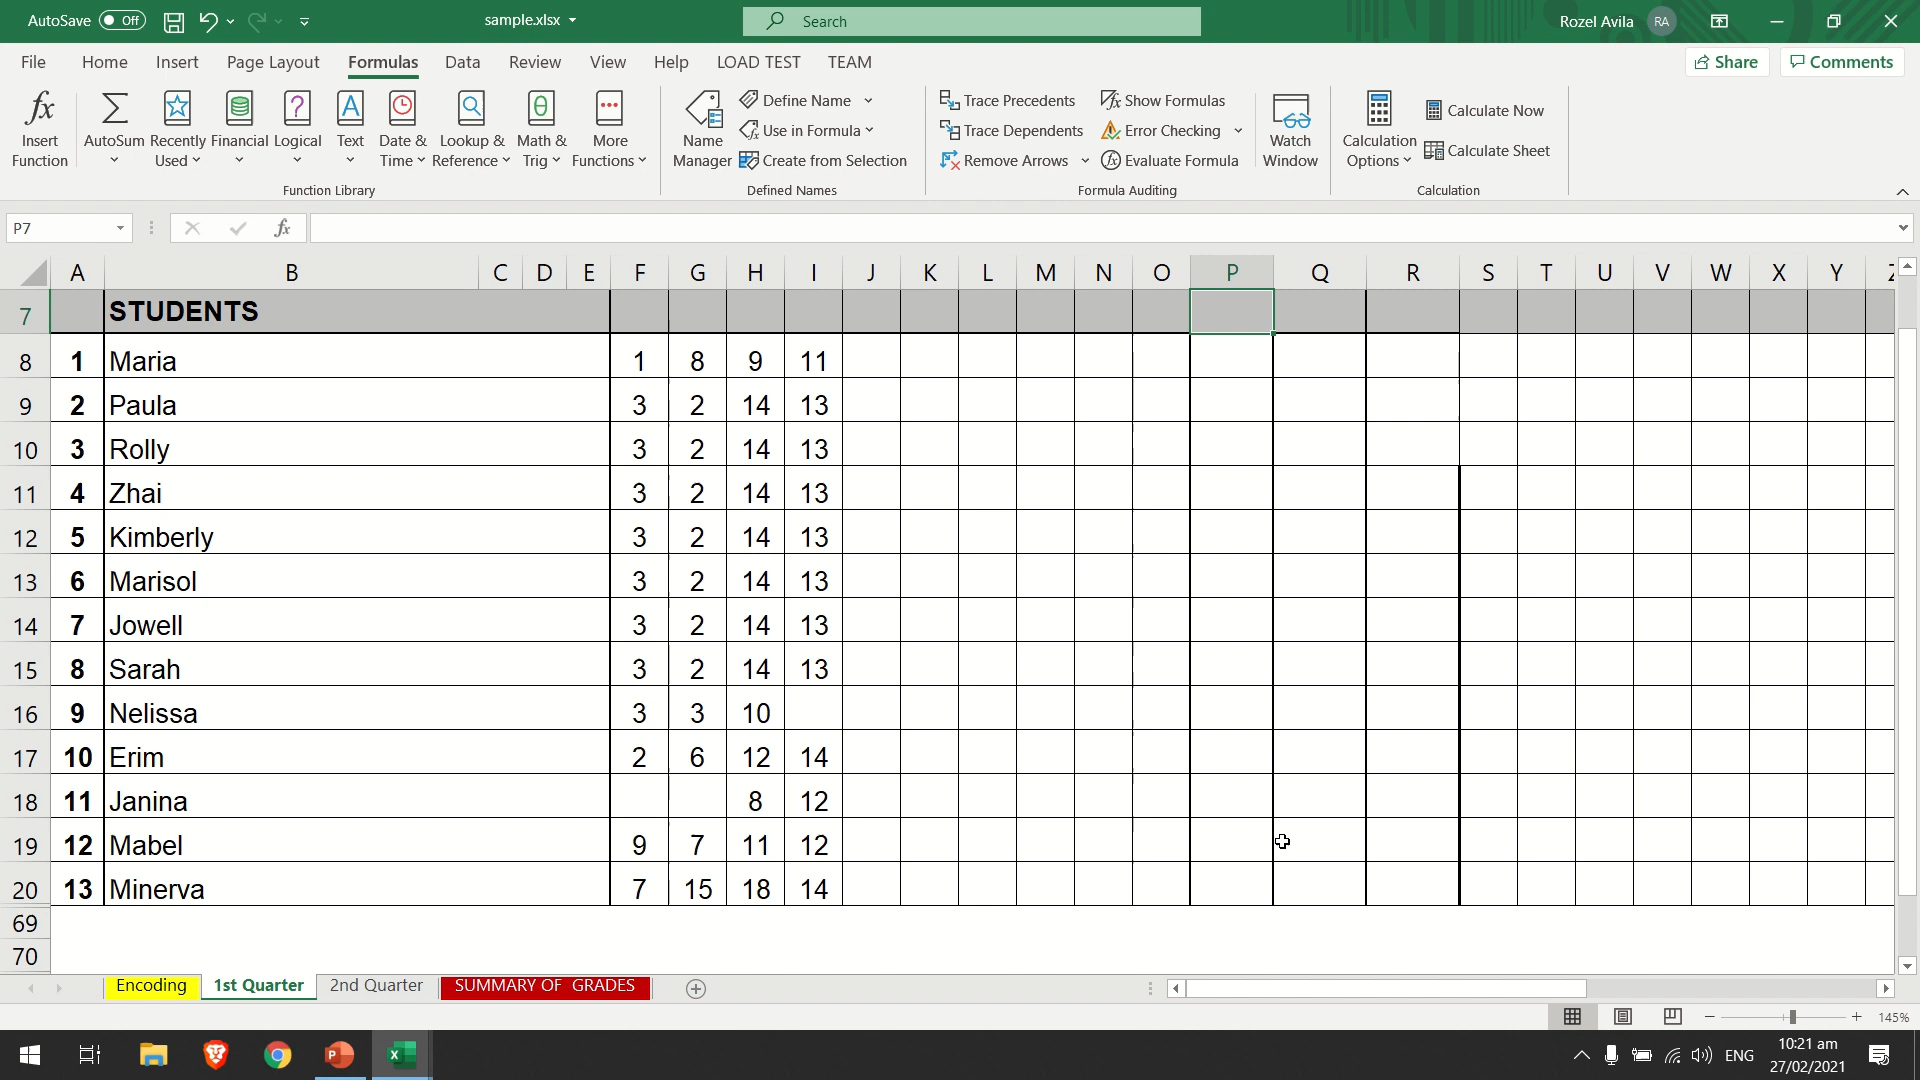 AutoSave Off sample.xlsx Search Rozel Avila RA
File Home Insert Page Layout Formulas Data Review View Help LOAD TEST TEAM Share Comments
Insert Function AutoSum Recently Used Financial Logical Text Date & Time Lookup & Reference Math & Trig More Functions
Function Library
Name Manager
Define Name
Use in Formula
Create from Selection
Defined Names
Trace Precedents Show Formulas
Trace Dependents Error Checking
Remove Arrows Evaluate Formula
Formula Auditing
Watch Window
Calculation Options
Calculate Now
Calculate Sheet
Calculation
P7 fx
A B C D E F G H I J K L M N O P Q R S T U V W X Y
7 STUDENTS
8 1 Maria 1 8 9 11
9 2 Paula 3 2 14 13
10 3 Rolly 3 2 14 13
11 4 Zhai 3 2 14 13
12 5 Kimberly 3 2 14 13
13 6 Marisol 3 2 14 13
14 7 Jowell 3 2 14 13
15 8 Sarah 3 2 14 13
16 9 Nelissa 3 3 10
17 10 Erim 2 6 12 14
18 11 Janina 8 12
19 12 Mabel 9 7 11 12
20 13 Minerva 7 15 18 14
69
70
Encoding 1st Quarter 2nd Quarter SUMMARY OF GRADES
145%
ENG 10:21 am
27/02/2021